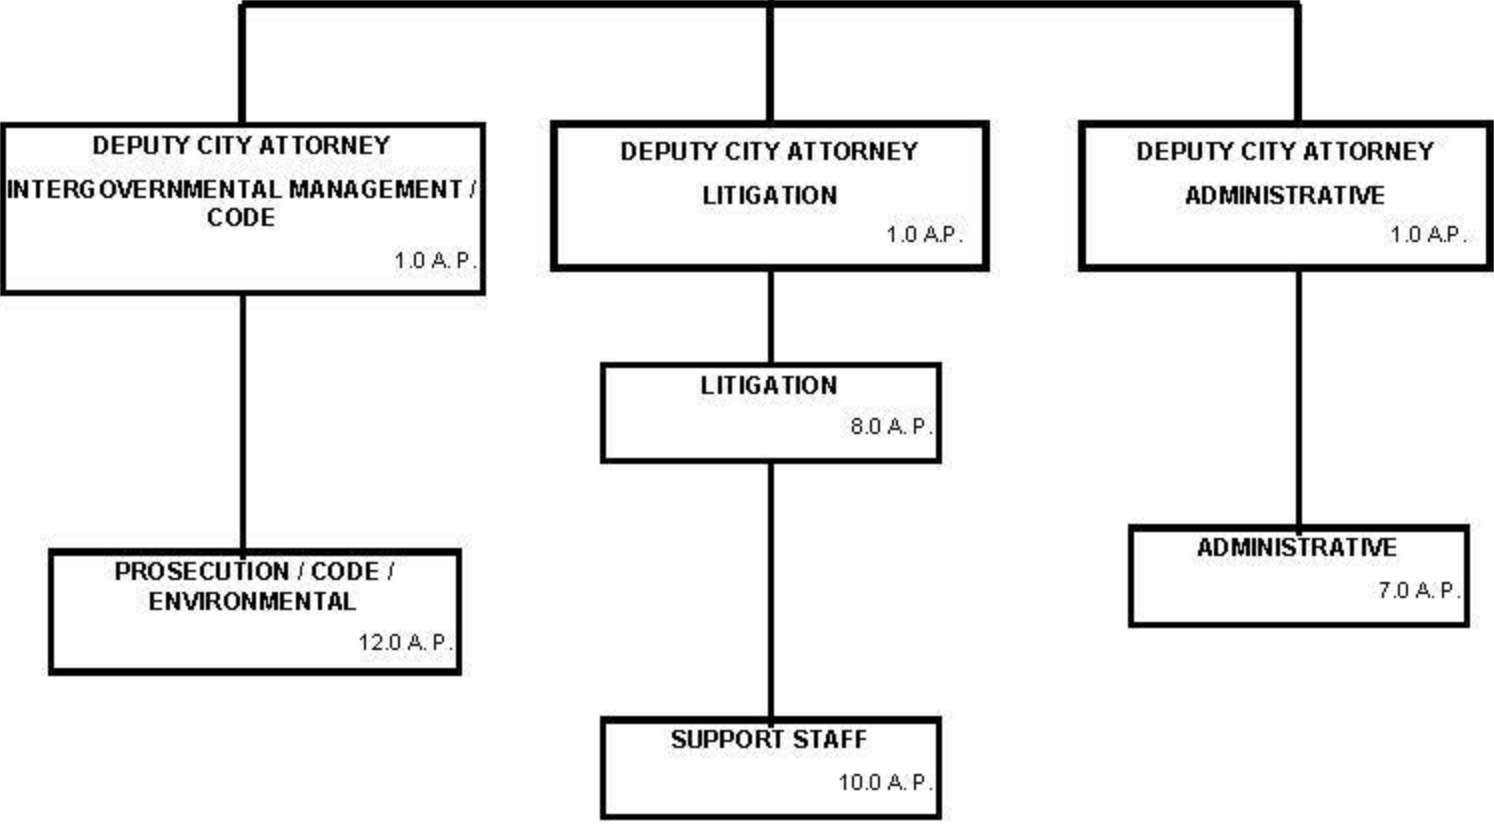 DEPUTY CITY ATTORNEY
INTERGOVERNMENTAL MANAGEMENT /
CODE
1.0 A. P.
DEPUTY CITY ATTORNEY
LITIGATION
1.0 A.P.
DEPUTY CITY ATTORNEY
ADMINISTRATIVE
1.0 A.P.
LITIGATION
8.0 A. P.
PROSECUTION / CODE /
ENVIRONMENTAL
12.0 A. P.
ADMINISTRATIVE
7.0 A. P.
SUPPORT STAFF
10.0 A. P.